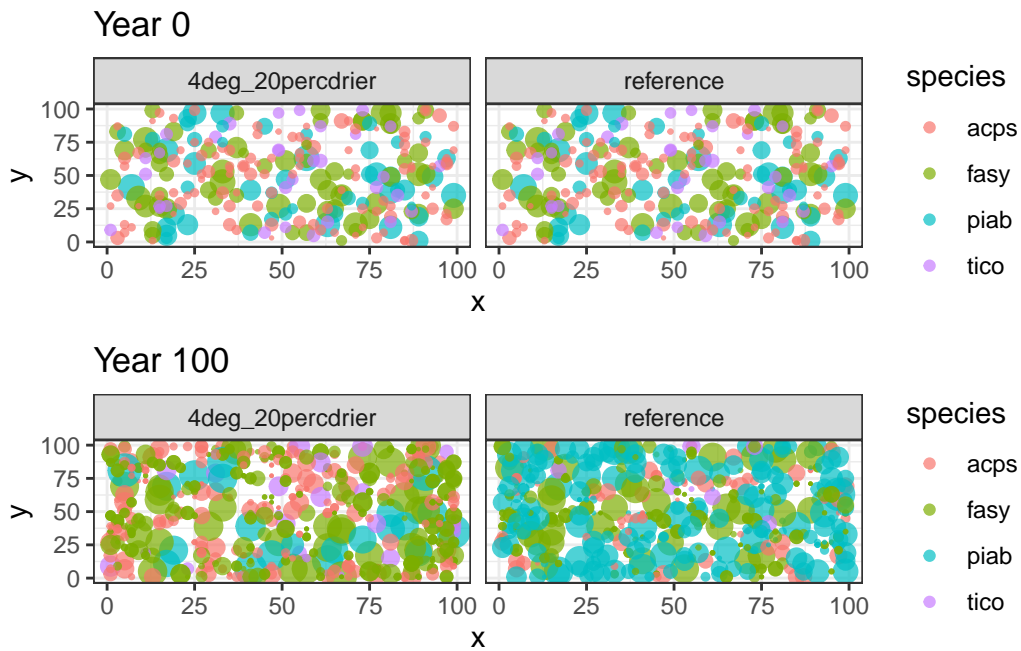 Year 0
4deg_20percdrier reference
100
75
50
25
0
y
0 25 50 75 100 0 25 50 75 100
x
species
acps
fasy
piab
tico
Year 100
4deg_20percdrier reference
100
75
50
25
0
y
0 25 50 75 100 0 25 50 75 100
x
species
acps
fasy
piab
tico